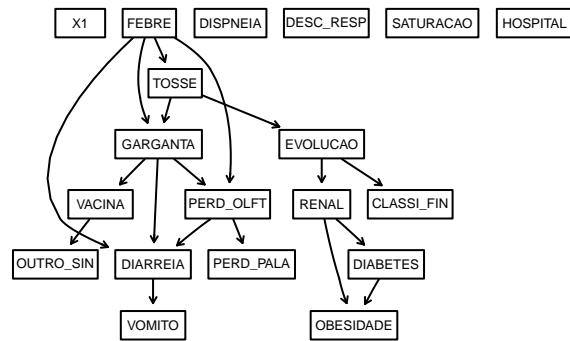 X1 FEBRE DISPNEIA DESC_RESP SATURACAO HOSPITAL
TOSSE
GARGANTA EVOLUCAO
VACINA PERD_OLFT RENAL CLASSI_FIN
OUTRO_SIN DIARREIA PERD_PALA DIABETES
VOMITO OBESIDADE